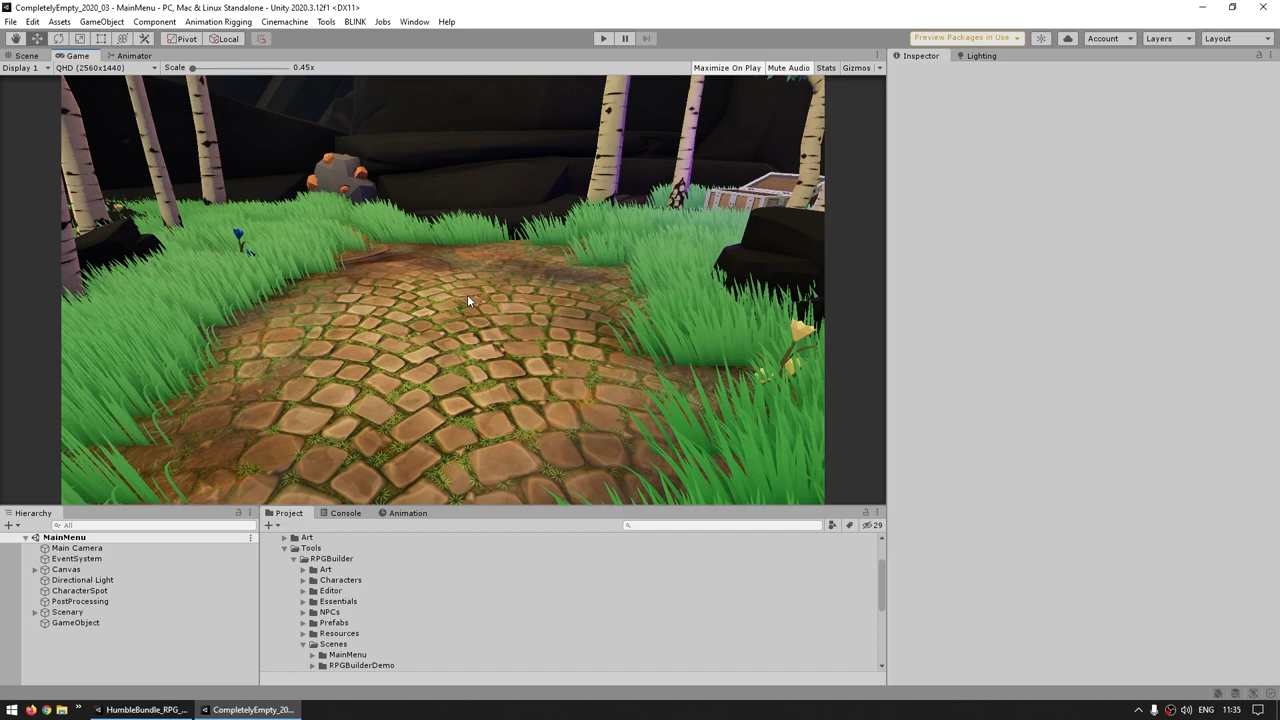 CompletelyEmpty_2020_03 - MainMenu - PC, Mac & Linux Standalone - Unity 2020.3.12f1 <DX11>
File Edit Assets GameObject Component Animation Rigging Cinemachine Tools BLINK Jobs Window Help
Pivot Local Preview Packages in Use Account Layers Layout
Scene Game Animator Inspector Lighting
Display 1 QHD (2560x1440) Scale 0.45x Maximize On Play Mute Audio Stats Gizmos
Hierarchy Project Console Animation
All 29
MainMenu
Main Camera
EventSystem
Canvas
Directional Light
CharacterSpot
PostProcessing
Scenary
GameObject
Art
Tools
RPGBuilder
Art
Characters
Editor
Essentials
NPCs
Prefabs
Resources
Scenes
MainMenu
RPGBuilderDemo
HumbleBundle_RPG_... CompletelyEmpty_20... ENG 11:35